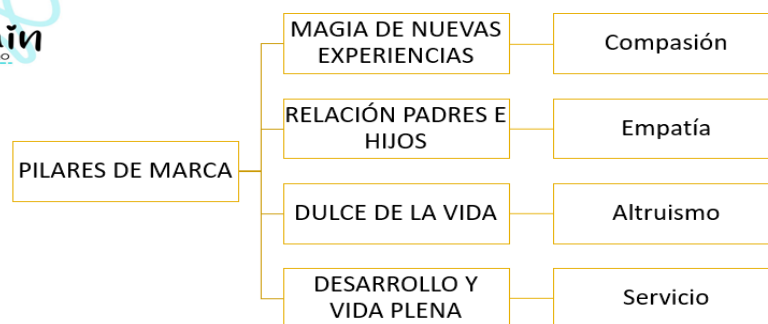 MAGIA DE NUEVAS
EXPERIENCIAS
Compasión
RELACIÓN PADRES E
HIJOS
Empatía
PILARES DE MARCA
DULCE DE LA VIDA
Altruismo
DESARROLLO Y
VIDA PLENA
Servicio